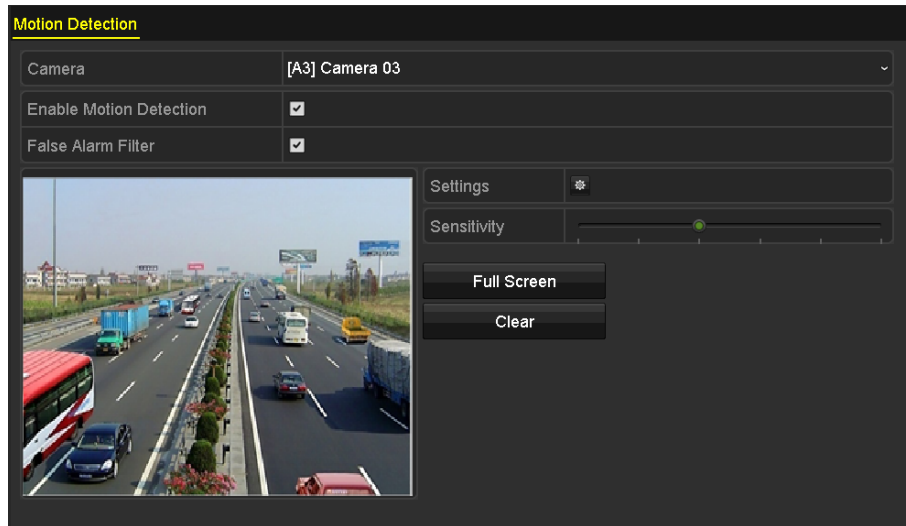 Motion Detection
Camera [A3] Camera 03
Enable Motion Detection
False Alarm Filter
Settings
Sensitivity
Full Screen
Clear